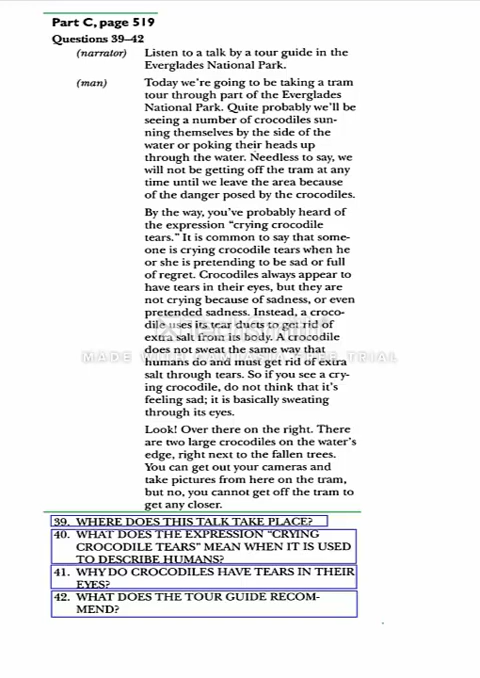 Part C, page 519
Questions 39–42
(narrator) Listen to a talk by a tour guide in the
Everglades National Park.
(man) Today we're going to be taking a tram
tour through part of the Everglades
National Park. Quite probably we'll be
seeing a number of crocodiles sun-
ning themselves by the side of the
water or poking their heads up
through the water. Needless to say, we
will not be getting off the tram at any
time until we leave the area because
of the danger posed by the crocodiles.
By the way, you've probably heard of
the expression "crying crocodile
tears." It is common to say that some-
one is crying crocodile tears when he
or she is pretending to be sad or full
of regret. Crocodiles always appear to
have tears in their eyes, but they are
not crying because of sadness, or even
pretended sadness. Instead, a croco-
dile uses its tear ducts to get rid of
extra salt from its body. A crocodile
does not sweat the same way that
MADE TRIAL
humans do and must get rid of extra
salt through tears. So if you see a cry-
ing crocodile, do not think that it's
feeling sad; it is basically sweating
through its eyes.
Look! Over there on the right. There
are two large crocodiles on the water's
edge, right next to the fallen trees.
You can get out your cameras and
take pictures from here on the tram,
but no, you cannot get off the tram to
get any closer.
39. WHERE DOES THIS TALK TAKE PLACE?
40. WHAT DOES THE EXPRESSION "CRYING
CROCODILE TEARS" MEAN WHEN IT IS USED
TO DESCRIBE HUMANS?
41. WHY DO CROCODILES HAVE TEARS IN THEIR
EYES?
42. WHAT DOES THE TOUR GUIDE RECOM-
MEND?